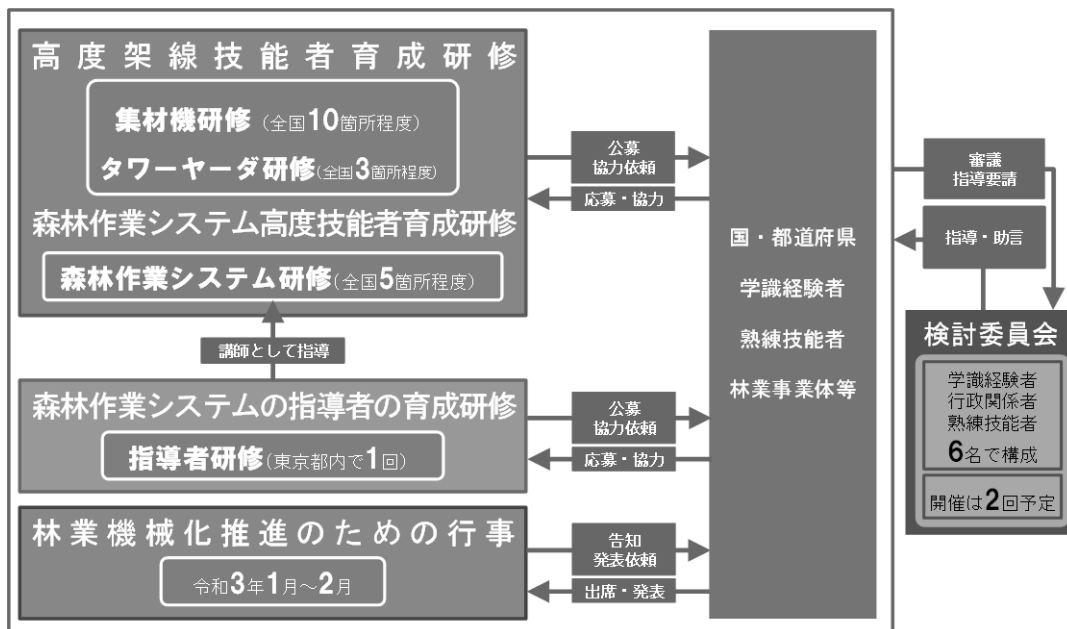 高度架線技能者育成研修
集材機研修（全国10箇所程度）
タワーヤーダ研修(全国3箇所程度)
森林作業システム高度技能者育成研修
森林作業システム研修(全国5箇所程度)
講師として指導
森林作業システムの指導者の育成研修
指導者研修(東京都内で1回)
林業機械化推進のための行事
令和3年1月～2月
公募
協力依頼
応募・協力
公募
協力依頼
応募・協力
告知
発表依頼
出席・発表
国・都道府県
学識経験者
熟練技能者
林業事業体等
審議
指導要請
指導・助言
検討委員会
学識経験者
行政関係者
熟練技能者
6名で構成
開催は2回予定